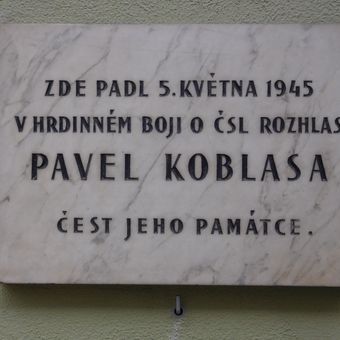 ZDE PADL 5. KVĚTNA 1945
V HRDINNÉM BOJI O ČSL ROZHLAS
PAVEL KOBLASA
ČEST JEHO PAMÁTCE.